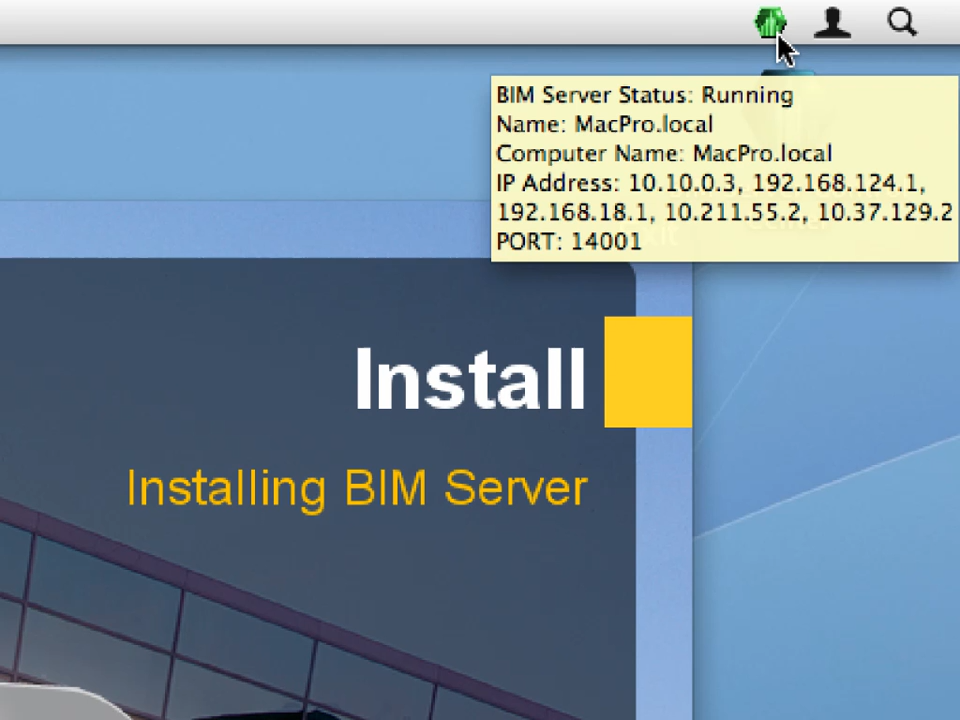 BIM Server Status: Running
Name: MacPro.local
Computer Name: MacPro.local
IP Address: 10.10.0.3, 192.168.124.1,
192.168.18.1, 10.211.55.2, 10.37.129.2
PORT: 14001
Install
Installing BIM Server